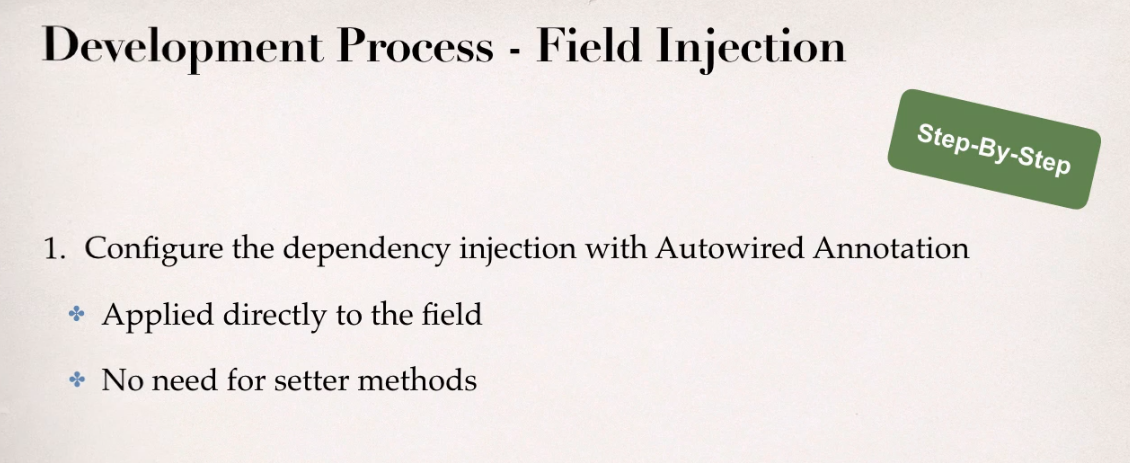 Development Process - Field Injection
Step-By-Step
1. Configure the dependency injection with Autowired Annotation
✤ Applied directly to the field
✤ No need for setter methods